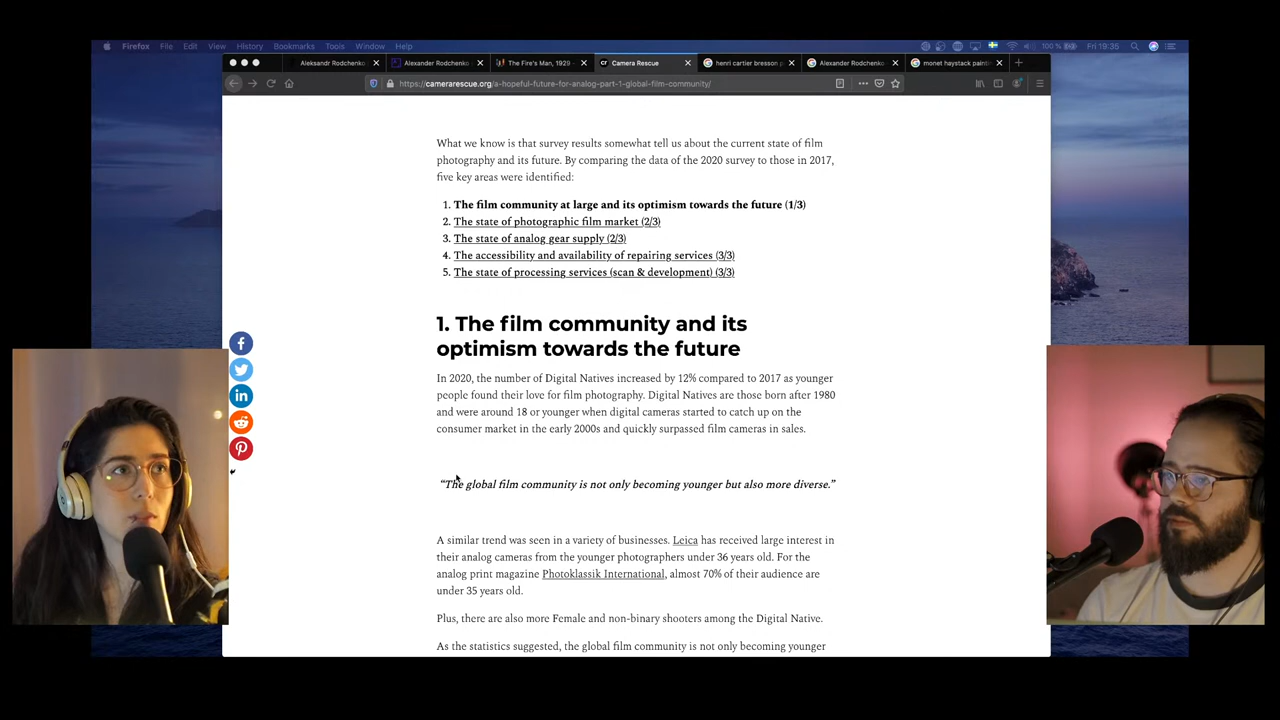 Firefox File Edit View History Bookmarks Tools Window Help 100 % Fri 19:35
Aleksandr Rodchenko Alexander Rodchenko The Fire's Man, 1929 - Camera Rescue henri cartier bresson p Alexander Rodchenko monet haystack paintin
https://camerarescue.org/a-hopeful-future-for-analog-part-1-global-film-community/
What we know is that survey results somewhat tell us about the current state of film
photography and its future. By comparing the data of the 2020 survey to those in 2017,
five key areas were identified:
1. The film community at large and its optimism towards the future (1/3)
2. The state of photographic film market (2/3)
3. The state of analog gear supply (2/3)
4. The accessibility and availability of repairing services (3/3)
5. The state of processing services (scan & development) (3/3)
1. The film community and its
optimism towards the future
In 2020, the number of Digital Natives increased by 12% compared to 2017 as younger
people found their love for film photography. Digital Natives are those born after 1980
and were around 18 or younger when digital cameras started to catch up on the
consumer market in the early 2000s and quickly surpassed film cameras in sales.
“The global film community is not only becoming younger but also more diverse.”
A similar trend was seen in a variety of businesses. Leica has received large interest in
their analog cameras from the younger photographers under 36 years old. For the
analog print magazine Photoklassik International, almost 70% of their audience are
under 35 years old.
Plus, there are also more Female and non-binary shooters among the Digital Native.
As the statistics suggested, the global film community is not only becoming younger